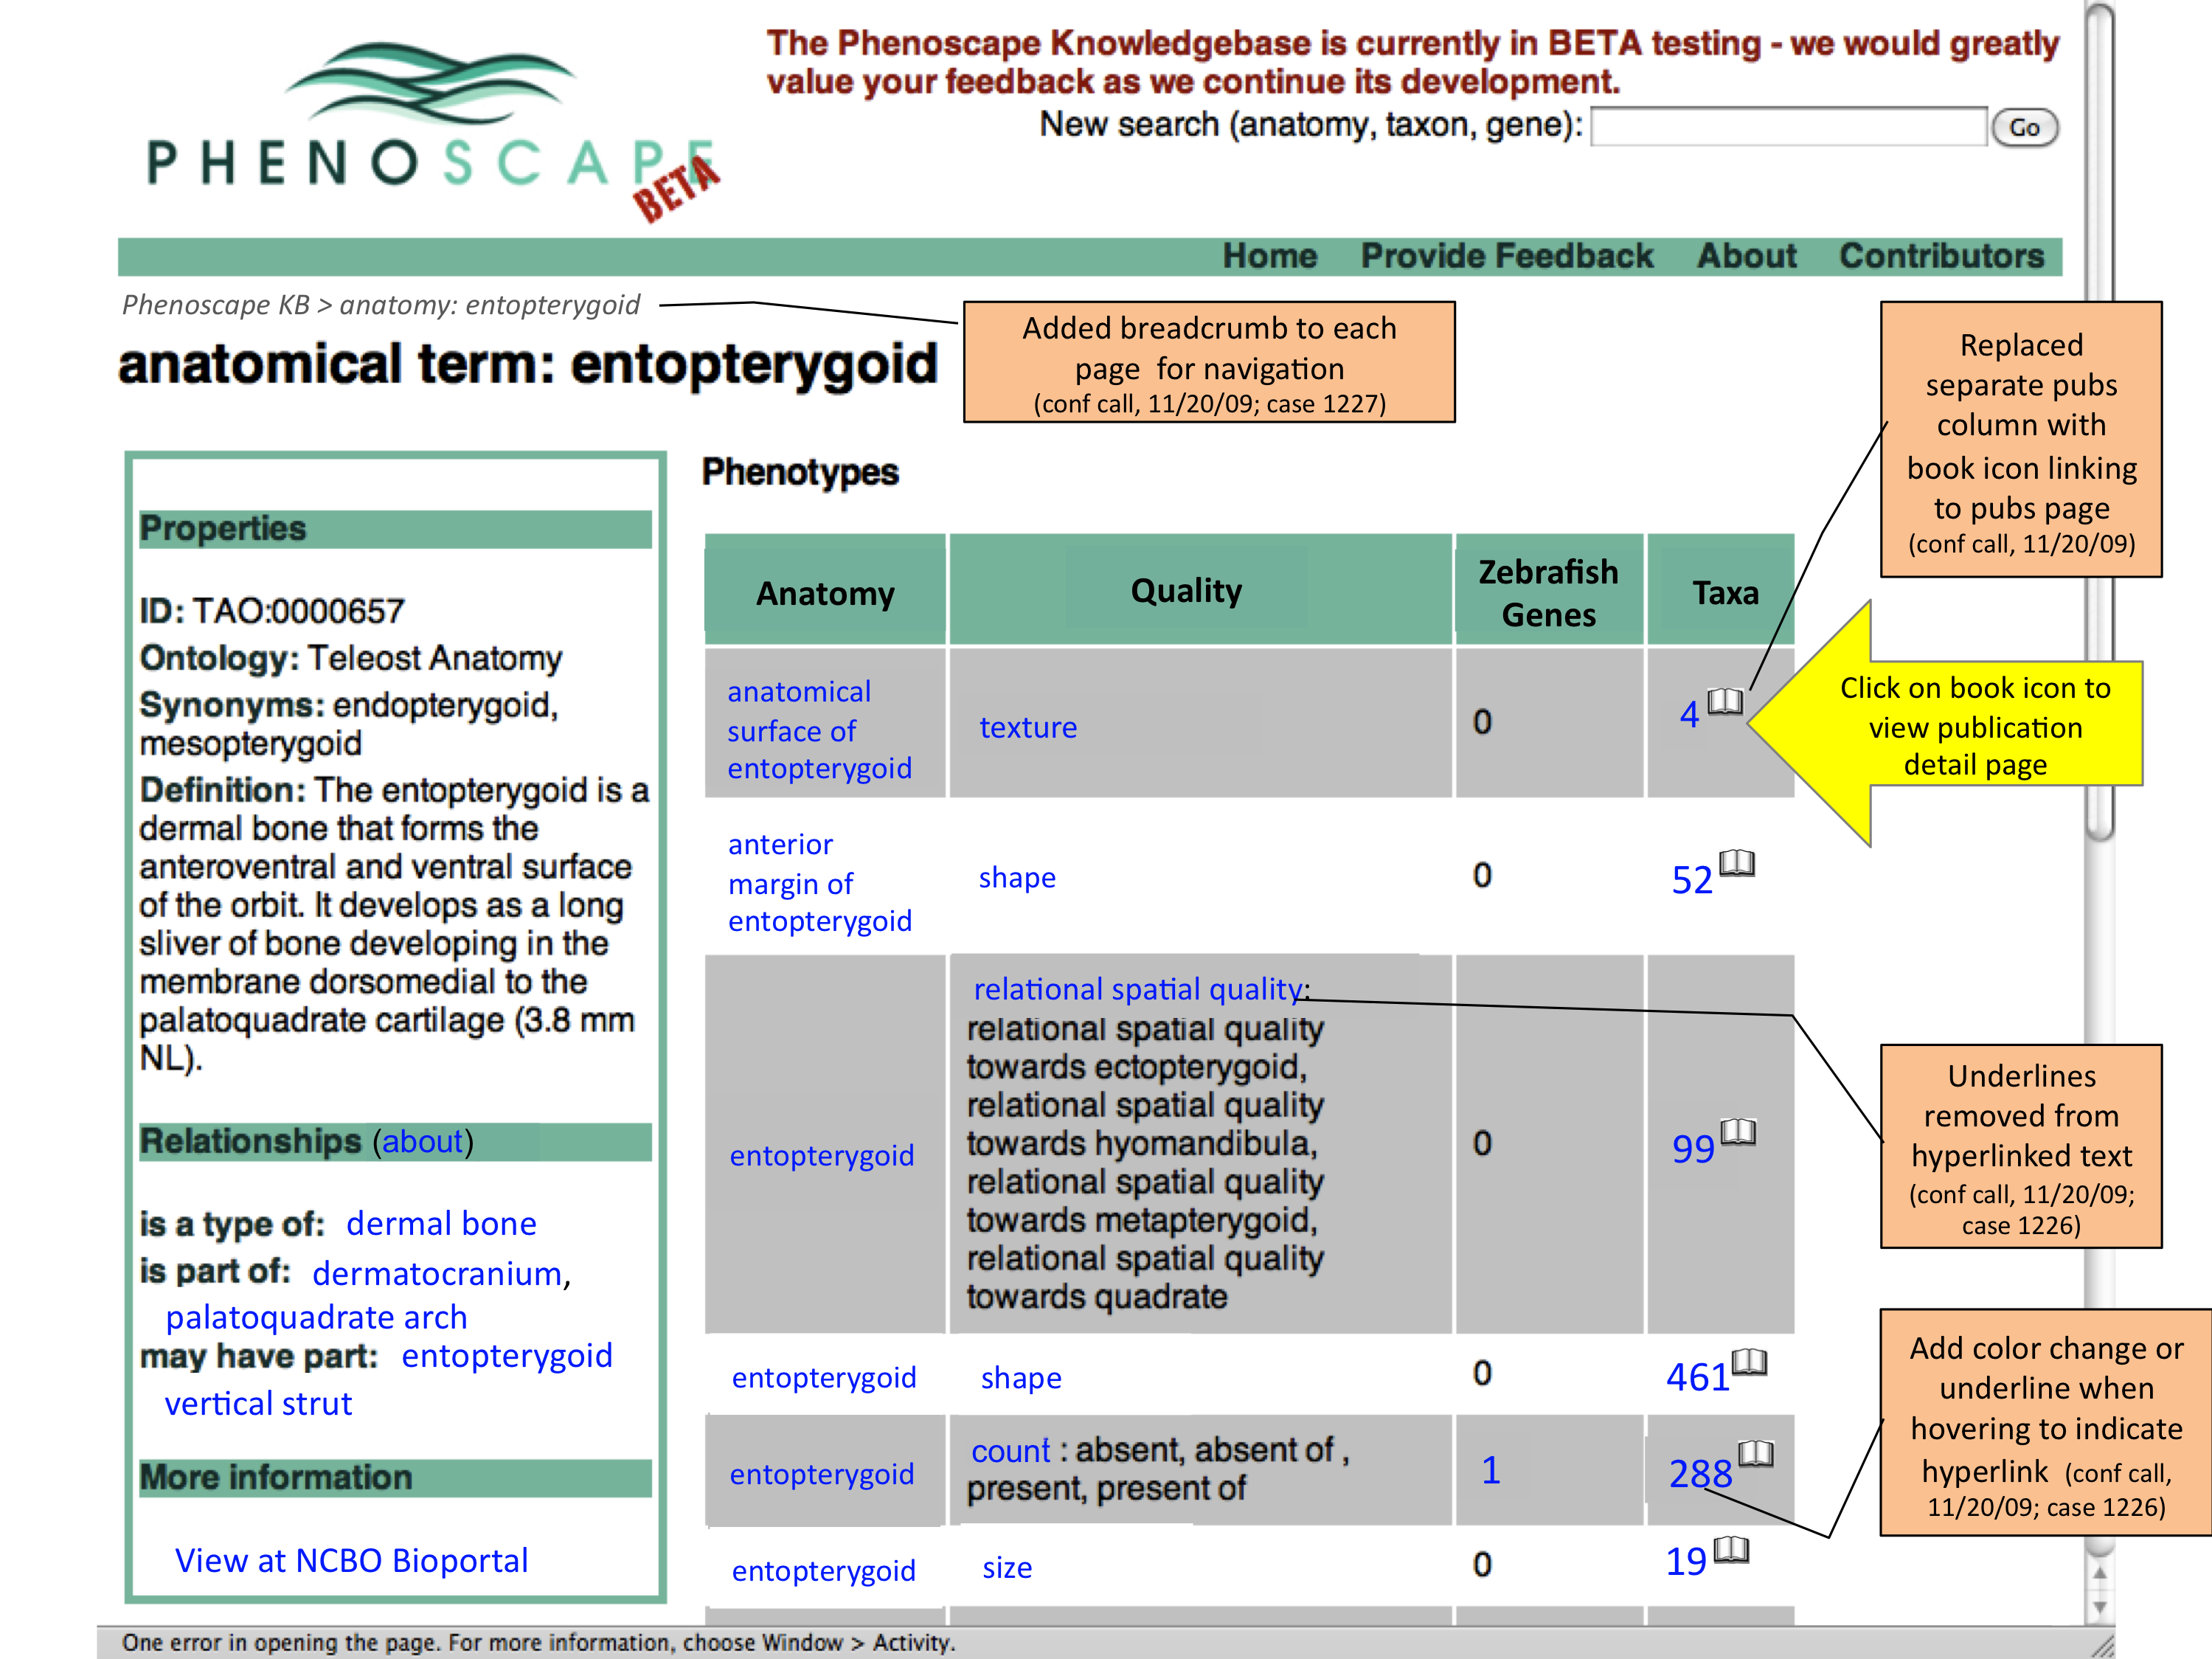 The Phenoscape Knowledgebase is currently in BETA testing - we would greatly
value your feedback as we continue its development.
PHENOSCAPE
BETA
New search (anatomy, taxon, gene):
Go
Home Provide Feedback About Contributors
Phenoscape KB > anatomy: entopterygoid
anatomical term: entopterygoid
Added breadcrumb to each
page for navigation
(conf call, 11/20/09; case 1227)
Replaced
separate pubs
column with
book icon linking
to pubs page
(conf call, 11/20/09)
Properties
ID: TAO:0000657
Ontology: Teleost Anatomy
Synonyms: endopterygoid,
mesopterygoid
Definition: The entopterygoid is a
dermal bone that forms the
anteroventral and ventral surface
of the orbit. It develops as a long
sliver of bone developing in the
membrane dorsomedial to the
palatoquadrate cartilage (3.8 mm
NL).
Relationships (about)
is a type of: dermal bone
is part of: dermatocranium,
palatoquadrate arch
may have part: entopterygoid
vertical strut
More information
View at NCBO Bioportal
Phenotypes
Anatomy
Quality
Zebrafish
Genes
Taxa
anatomical
surface of
entopterygoid
texture
0
4
Click on book icon to
view publication
detail page
anterior
margin of
entopterygoid
shape
0
52
entopterygoid
relational spatial quality:
relational spatial quality
towards ectopterygoid,
relational spatial quality
towards hyomandibula,
relational spatial quality
towards metapterygoid,
relational spatial quality
towards quadrate
0
99
Underlines
removed from
hyperlinked text
(conf call, 11/20/09;
case 1226)
entopterygoid
shape
0
461
entopterygoid
count : absent, absent of ,
present, present of
1
288
Add color change or
underline when
hovering to indicate
hyperlink (conf call,
11/20/09; case 1226)
entopterygoid
size
0
19
One error in opening the page. For more information, choose Window > Activity.